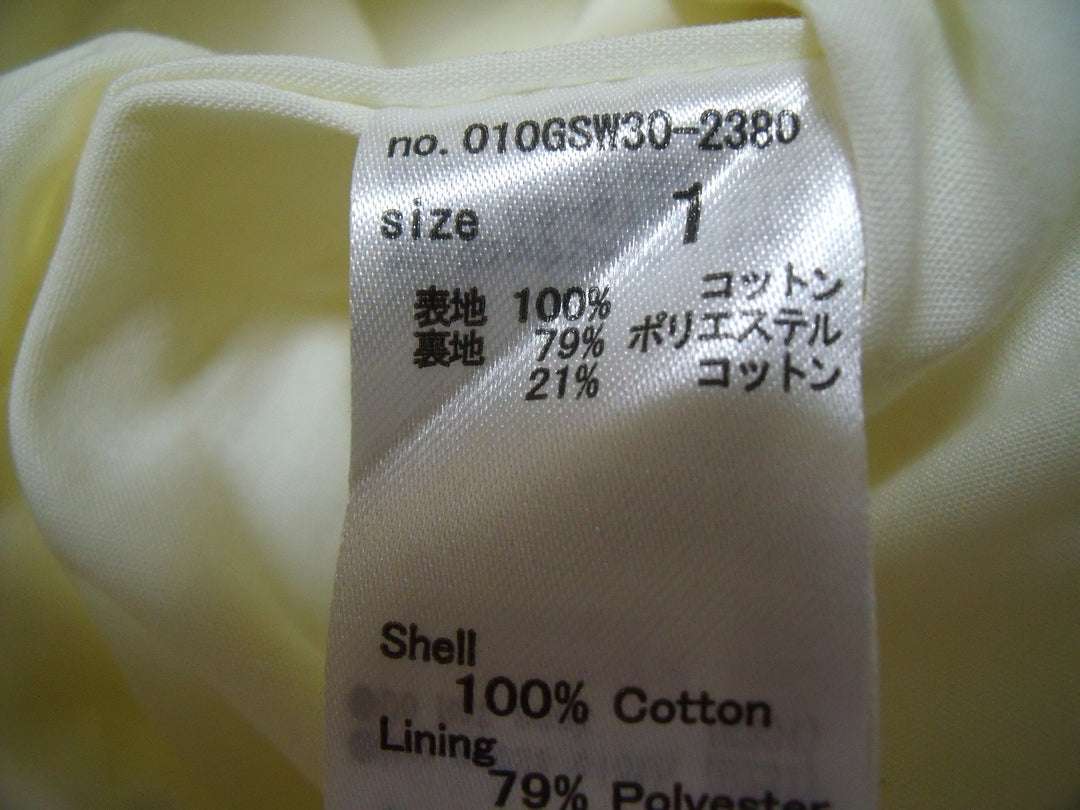 no. 010GSW30-2380
size 1
表地 100% コットン
裏地 79% ポリエステル
21% コットン
Shell
100% Cotton
Lining
79% Polyester